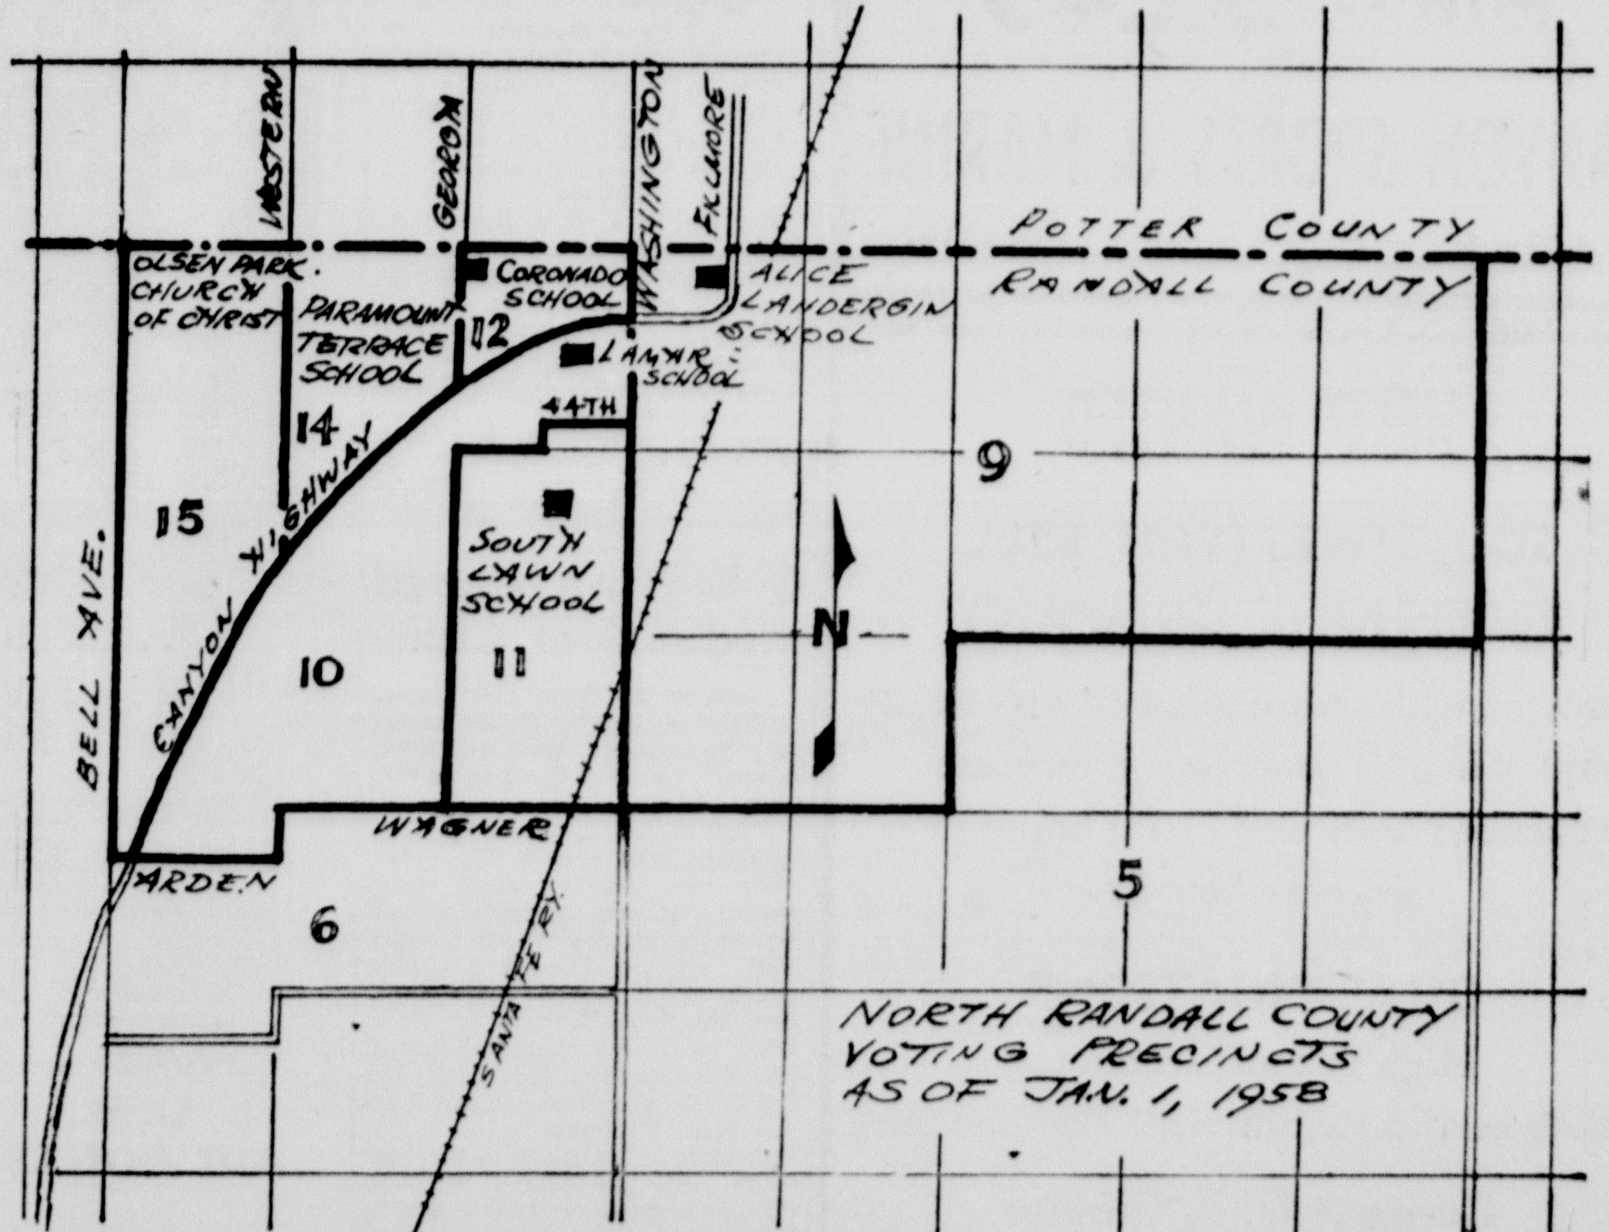 WESTERN
GEORGIA
WASHINGTON
FILLMORE
POTTER COUNTY
RANDALL COUNTY
OLSEN PARK.
CHURCH
OF CHRIST
PARAMOUNT
TERRACE
SCHOOL
CORONADO
SCHOOL
ALICE
LANDERGIN
SCHOOL
12
LAMAR
SCHOOL
44TH
14
CANYON HIGHWAY
15
9
SOUTH
LAWN
SCHOOL
BELL AVE.
N
10
11
WAGNER
ARDEN
6
5
SANTA FE RY.
NORTH RANDALL COUNTY
VOTING PRECINCTS
AS OF JAN. 1, 1958